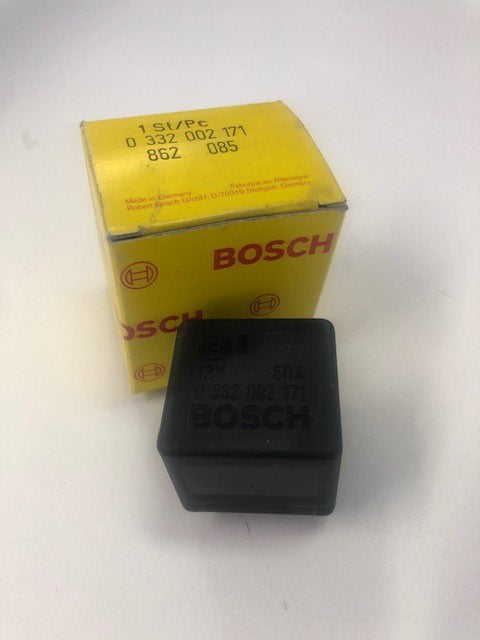 1 St/Pc
0 332 002 171
862 085
Made in Germany Fabriqué en Allemagne
Robert Bosch GmbH, D-70049 Stuttgart, Germany
BOSCH
OSCH
12V 50A
0 332 002 171
BOSCH